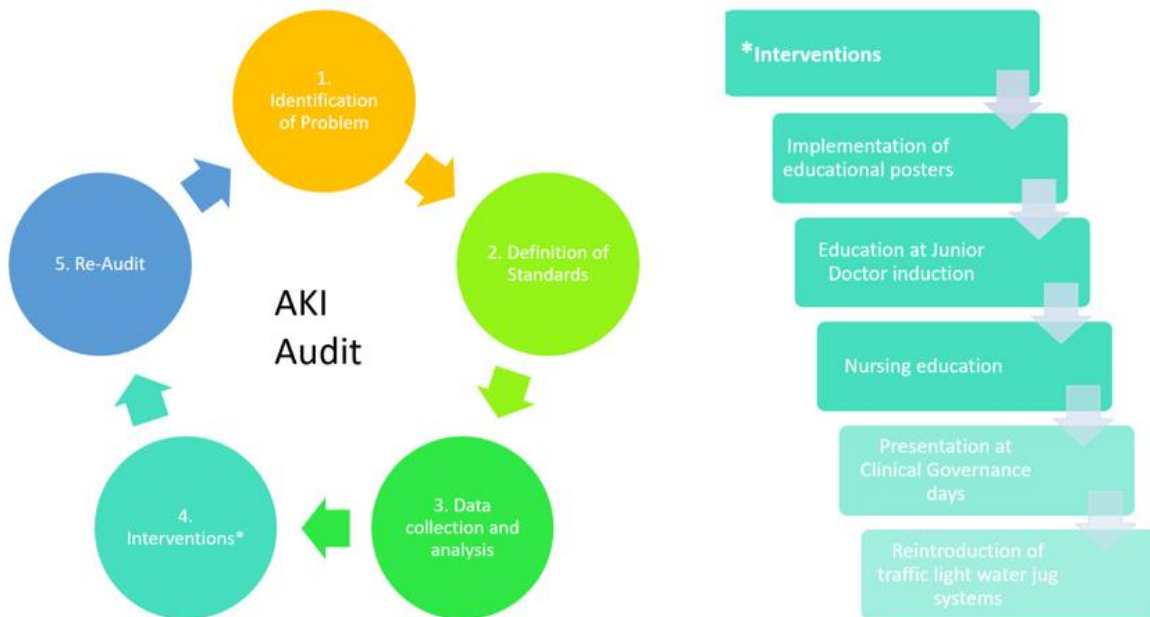 1.
Identification
of Problem
2. Definition of
Standards
3. Data
collection and
analysis
4.
Interventions*
5. Re-Audit
AKI
Audit
*Interventions
Implementation of
educational posters
Education at Junior
Doctor induction
Nursing education
Presentation at
Clinical Governance
days
Reintroduction of
traffic light water jug
systems